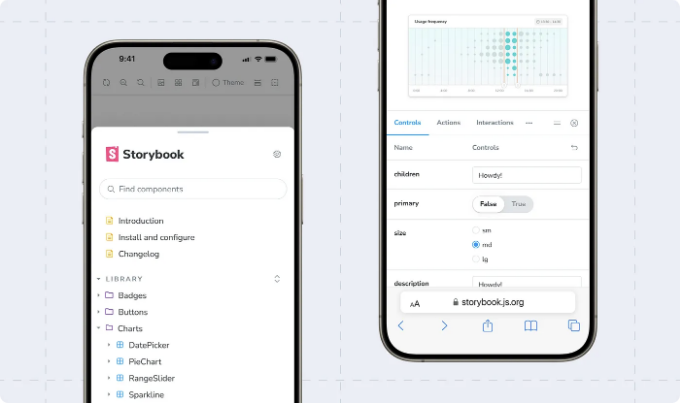 9:41
Theme
Storybook
Find components
Introduction
Install and configure
Changelog
LIBRARY
Badges
Buttons
Charts
DatePicker
PieChart
RangeSlider
Sparkline
Usage frequency
Controls Actions Interactions
Name Controls
children Howdy!
primary False True
size sm
md
lg
description Howdy!
AA storybook.js.org